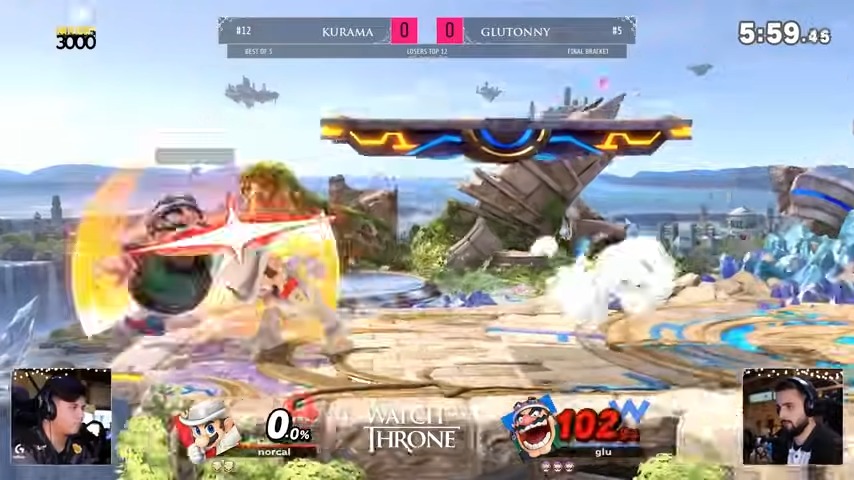 3000
#12 KURAMA 0 0 GLUTONNY #5
BEST OF 5 LOSERS TOP 12 FINAL BRACKET
5:59.45
0.0%
norcal
WATCH
THRONE
102
glu